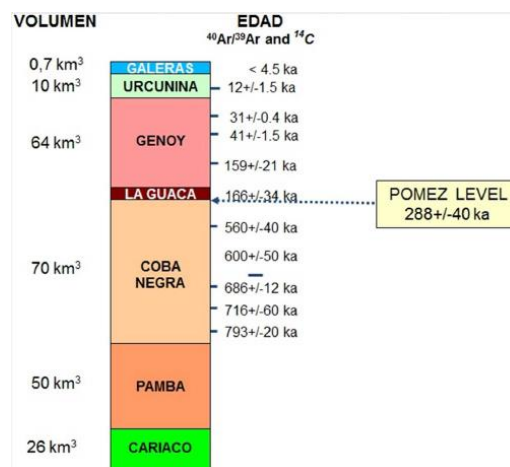 VOLUMEN
EDAD
⁴⁰Ar/³⁹Ar and ¹⁴C
0,7 km³
GALERAS
< 4.5 ka
10 km³
URCUNINA
12+/-1.5 ka
31+/-0.4 ka
64 km³
GENOY
41+/-1.5 ka
159+/-21 ka
LA GUACA
166+/-34 ka
POMEZ LEVEL
288+/-40 ka
560+/-40 ka
600+/-50 ka
70 km³
COBA
NEGRA
686+/-12 ka
716+/-60 ka
793+/-20 ka
50 km³
PAMBA
26 km³
CARIACO